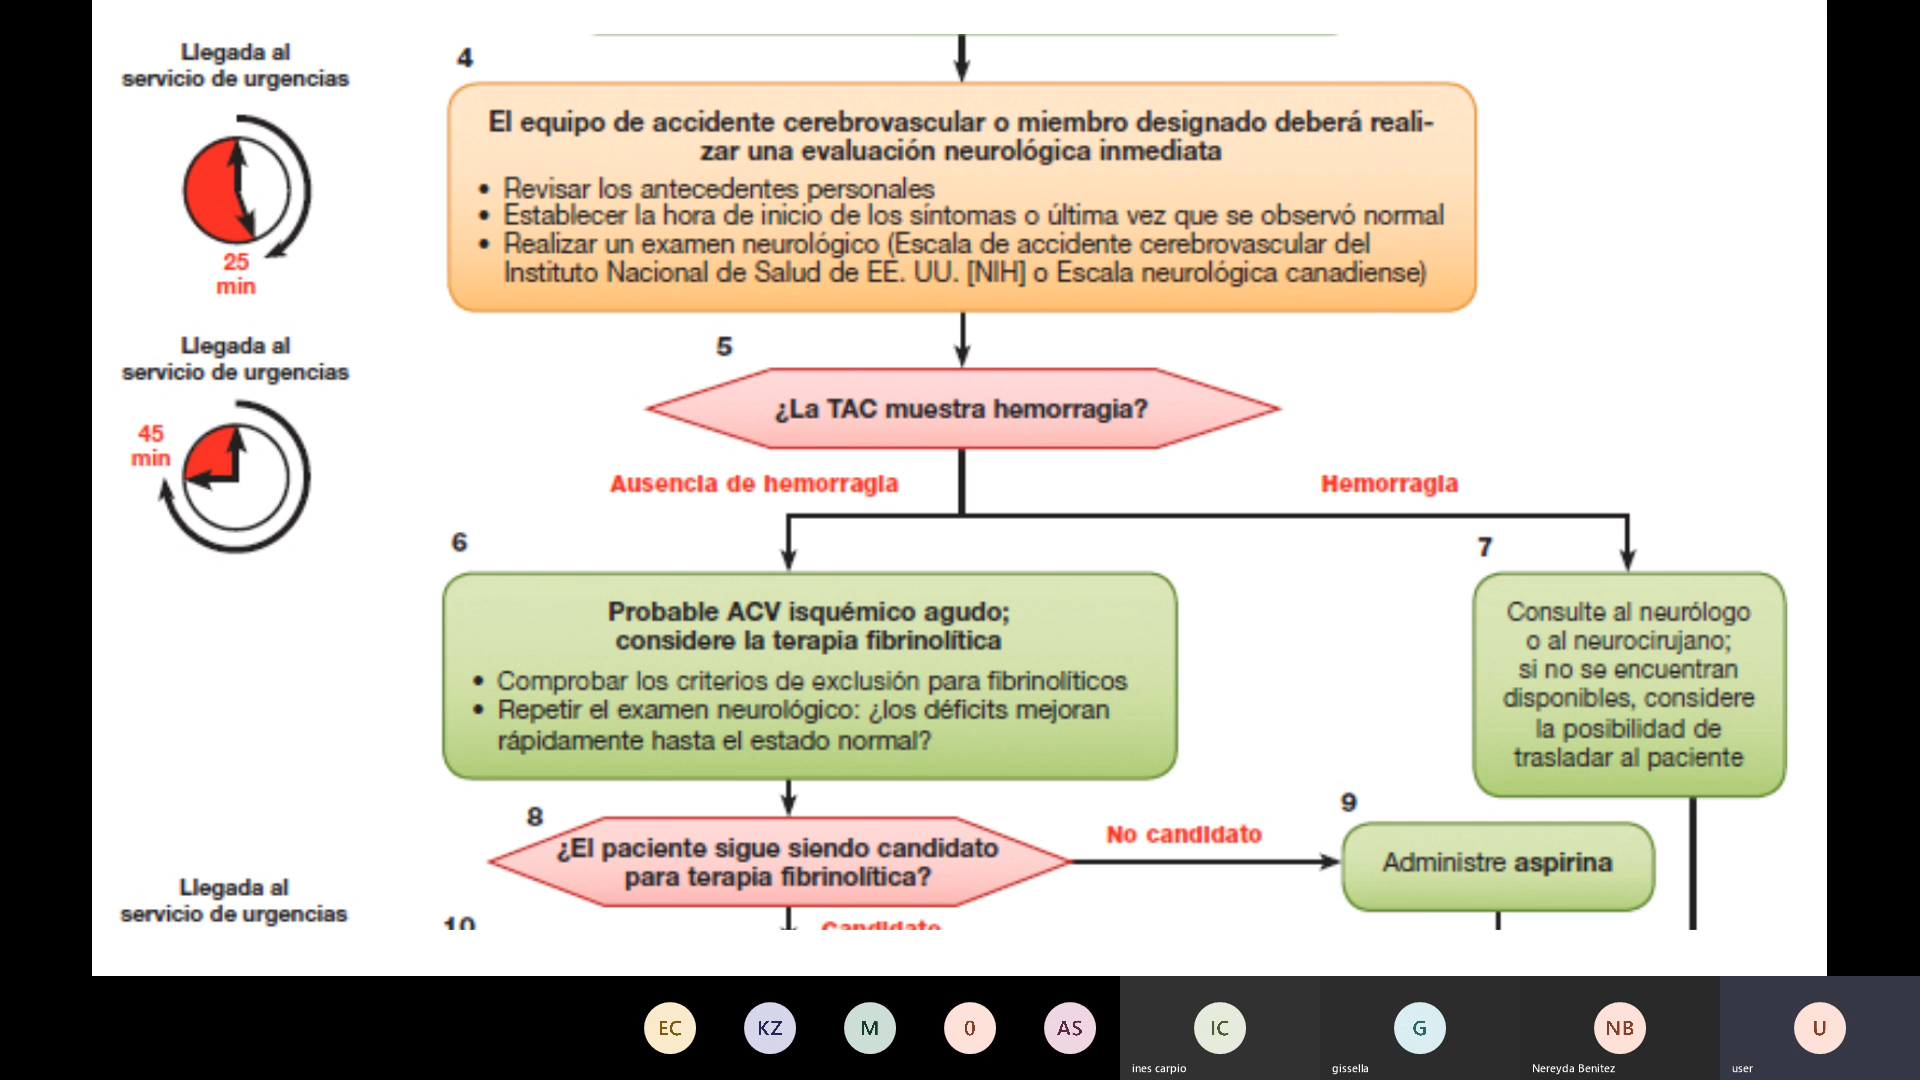 Llegada al
servicio de urgencias
25
min
4
El equipo de accidente cerebrovascular o miembro designado deberá reali-
zar una evaluación neurológica inmediata
• Revisar los antecedentes personales
• Establecer la hora de inicio de los síntomas o última vez que se observó normal
• Realizar un examen neurológico (Escala de accidente cerebrovascular del
Instituto Nacional de Salud de EE. UU. [NIH] o Escala neurológica canadiense)
Llegada al
servicio de urgencias
45
min
5
¿La TAC muestra hemorragia?
Ausencia de hemorragia
Hemorragia
6
Probable ACV isquémico agudo;
considere la terapia fibrinolítica
• Comprobar los criterios de exclusión para fibrinolíticos
• Repetir el examen neurológico: ¿los déficits mejoran
rápidamente hasta el estado normal?
7
Consulte al neurólogo
o al neurocirujano;
si no se encuentran
disponibles, considere
la posibilidad de
trasladar al paciente
8
¿El paciente sigue siendo candidato
para terapia fibrinolítica?
No candidato
9
Administre aspirina
Llegada al
servicio de urgencias
10
Candidato
EC
KZ
M
0
AS
IC
G
NB
U
ines carpio
gissella
Nereyda Benitez
user